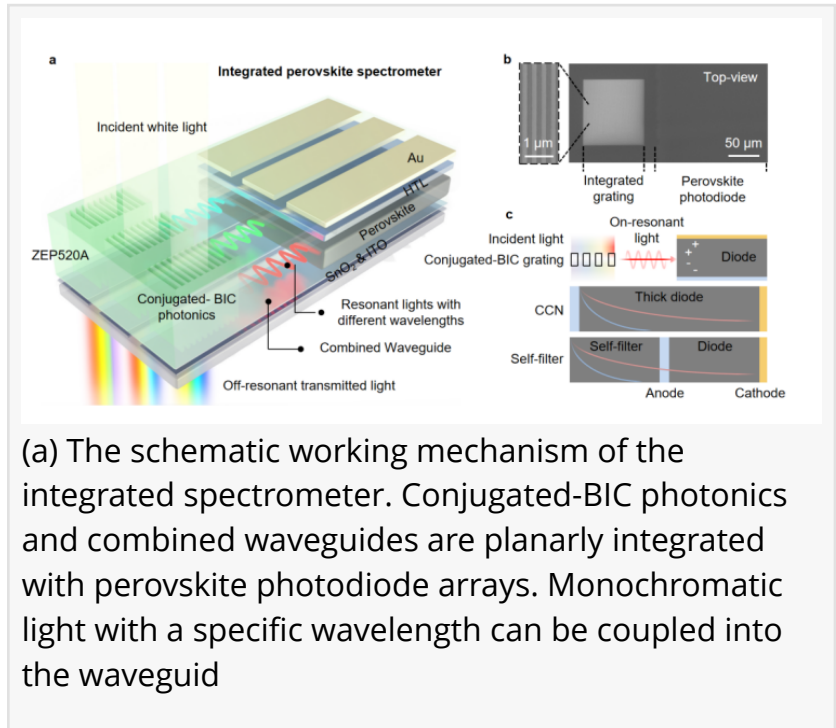 a
Integrated perovskite spectrometer
Incident white light
Au
HTL
Perovskite
SnO₂ & ITO
ZEP520A
Conjugated- BIC
photonics
Resonant lights with
different wavelengths
Combined Waveguide
Off-resonant transmitted light
b
Top-view
1 μm
50 μm
Integrated
grating
Perovskite
photodiode
c
On-resonant
light
Incident light
Conjugated-BIC grating
+ +
+
- -
Diode
CCN
Thick diode
Self-filter
Self-filter
Diode
Anode
Cathode
(a) The schematic working mechanism of the
integrated spectrometer. Conjugated-BIC photonics
and combined waveguides are planarly integrated
with perovskite photodiode arrays. Monochromatic
light with a specific wavelength can be coupled into
the waveguid